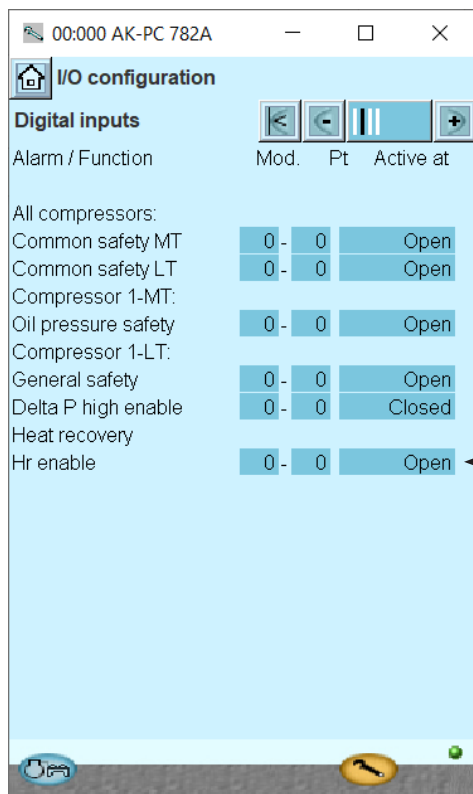 00:000 AK-PC 782A
I/O configuration
Digital inputs
Alarm / Function Mod. Pt Active at
All compressors:
Common safety MT 0 - 0 Open
Common safety LT 0 - 0 Open
Compressor 1-MT:
Oil pressure safety 0 - 0 Open
Compressor 1-LT:
General safety 0 - 0 Open
Delta P high enable 0 - 0 Closed
Heat recovery
Hr enable 0 - 0 Open